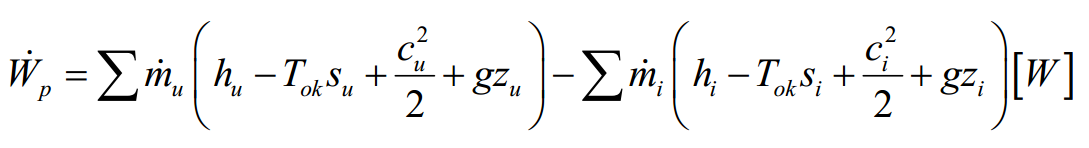 Ẇ_p = ∑ ṁ_u (h_u − T_ok s_u + c_u²/2 + gz_u) − ∑ ṁ_i (h_i − T_ok s_i + c_i²/2 + gz_i) [W]